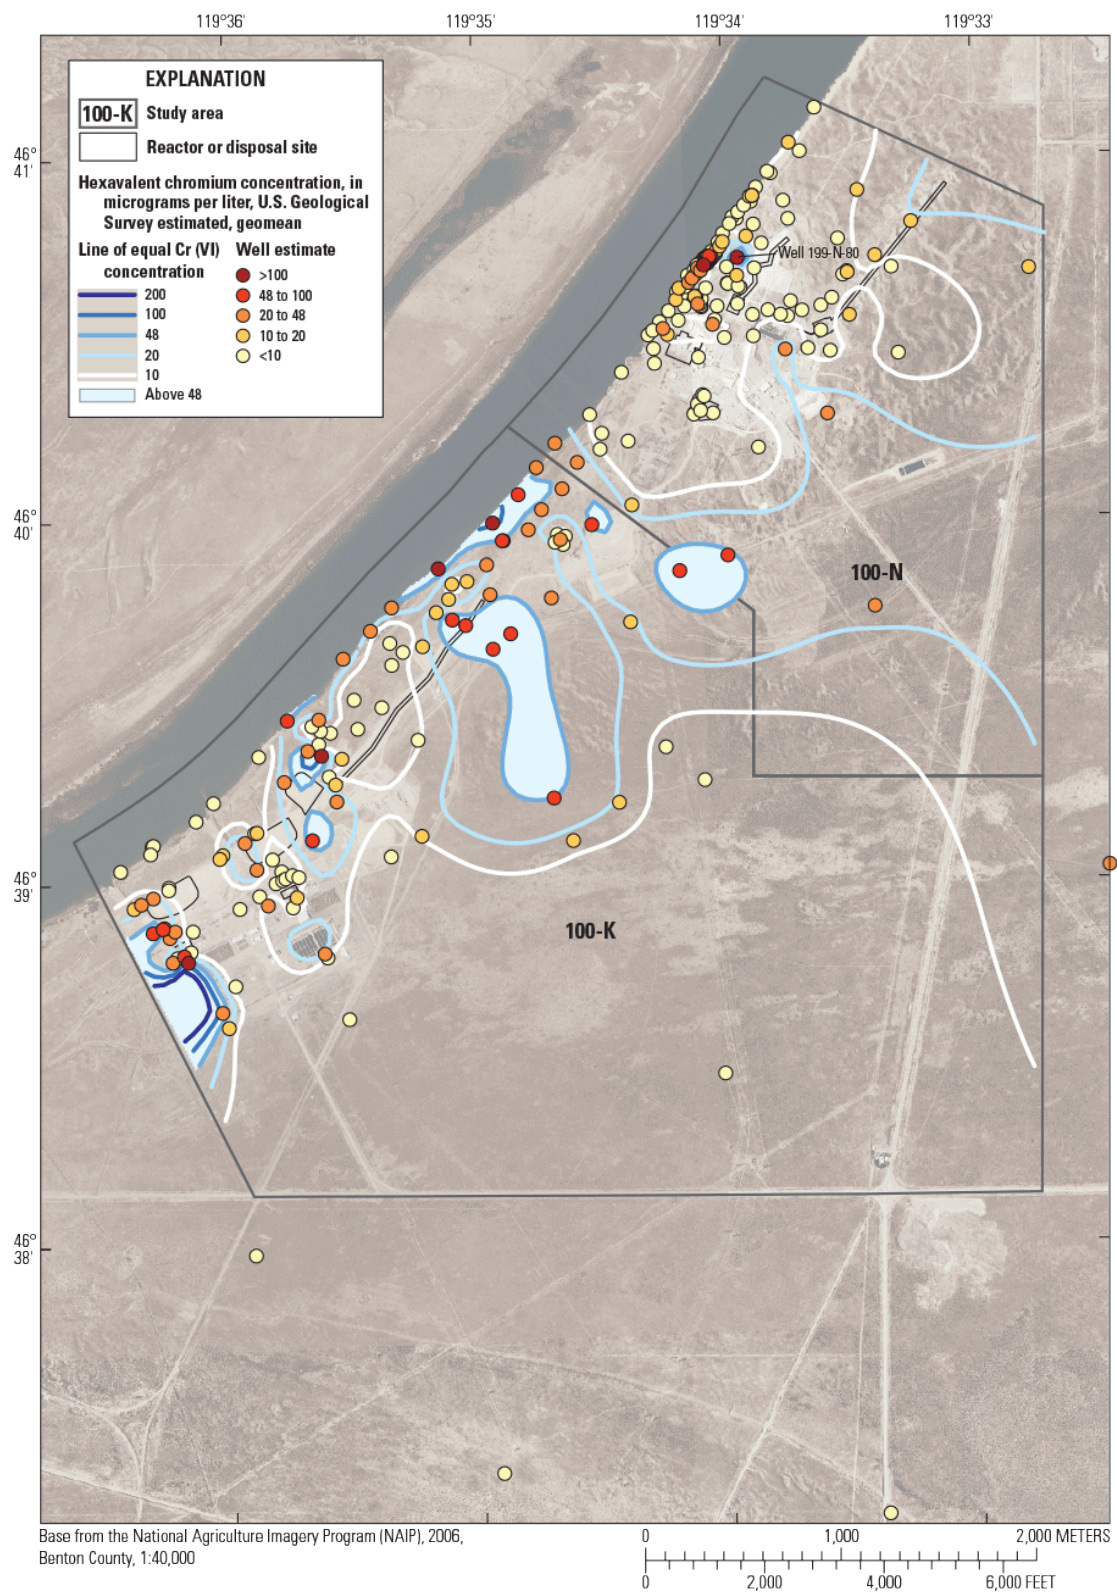 119°36' 119°35' 119°34' 119°33'
EXPLANATION
100-K Study area
Reactor or disposal site
Hexavalent chromium concentration, in
micrograms per liter, U.S. Geological
Survey estimated, geomean
Line of equal Cr (VI)
concentration
200
100
48
20
10
Above 48
Well estimate
>100
48 to 100
20 to 48
10 to 20
<10
46°
41'
Well 199-N-80
46°
40'
100-N
46°
39'
100-K
46°
38'
Base from the National Agriculture Imagery Program (NAIP), 2006,
Benton County, 1:40,000
0 1,000 2,000 METERS
0 2,000 4,000 6,000 FEET